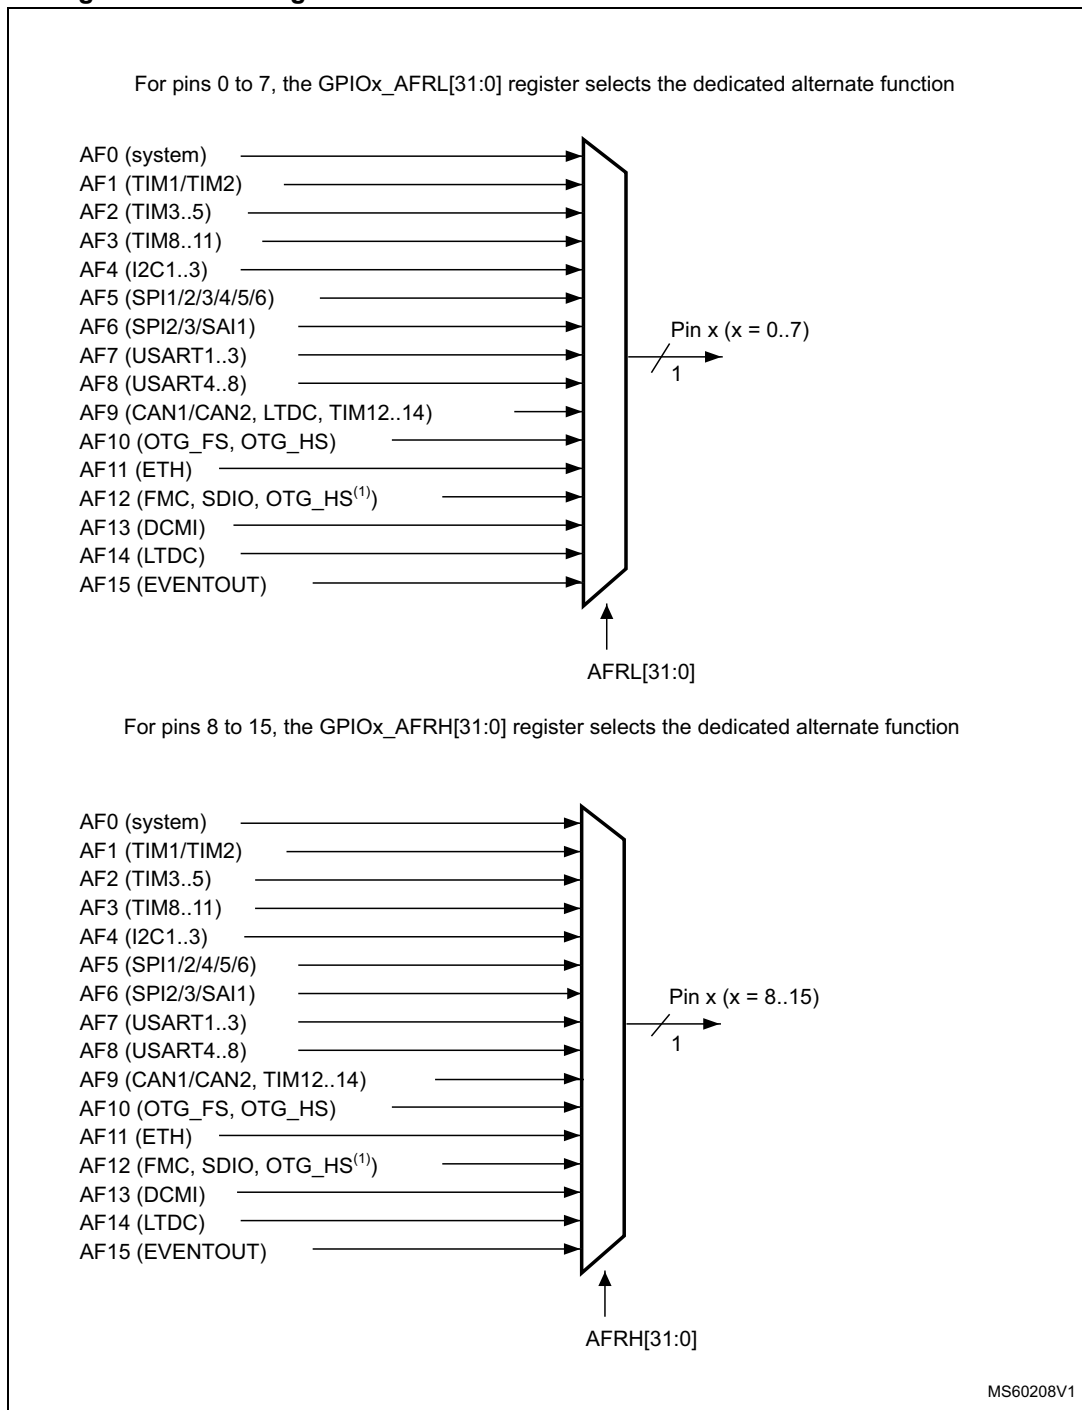 For pins 0 to 7, the GPIOx_AFRL[31:0] register selects the dedicated alternate function
AF0 (system)
AF1 (TIM1/TIM2)
AF2 (TIM3..5)
AF3 (TIM8..11)
AF4 (I2C1..3)
AF5 (SPI1/2/3/4/5/6)
AF6 (SPI2/3/SAI1)
AF7 (USART1..3)
AF8 (USART4..8)
AF9 (CAN1/CAN2, LTDC, TIM12..14)
AF10 (OTG_FS, OTG_HS)
AF11 (ETH)
AF12 (FMC, SDIO, OTG_HS(1))
AF13 (DCMI)
AF14 (LTDC)
AF15 (EVENTOUT)
Pin x (x = 0..7)
1
AFRL[31:0]
For pins 8 to 15, the GPIOx_AFRH[31:0] register selects the dedicated alternate function
AF0 (system)
AF1 (TIM1/TIM2)
AF2 (TIM3..5)
AF3 (TIM8..11)
AF4 (I2C1..3)
AF5 (SPI1/2/4/5/6)
AF6 (SPI2/3/SAI1)
AF7 (USART1..3)
AF8 (USART4..8)
AF9 (CAN1/CAN2, TIM12..14)
AF10 (OTG_FS, OTG_HS)
AF11 (ETH)
AF12 (FMC, SDIO, OTG_HS(1))
AF13 (DCMI)
AF14 (LTDC)
AF15 (EVENTOUT)
Pin x (x = 8..15)
1
AFRH[31:0]
MS60208V1